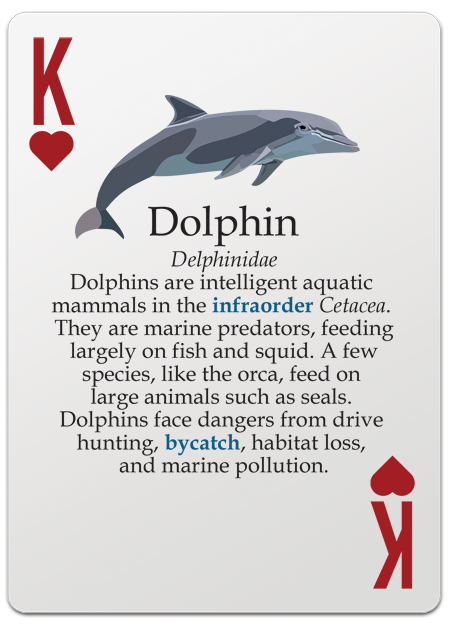 K
Dolphin
Delphinidae
Dolphins are intelligent aquatic
mammals in the infraorder Cetacea.
They are marine predators, feeding
largely on fish and squid. A few
species, like the orca, feed on
large animals such as seals.
Dolphins face dangers from drive
hunting, bycatch, habitat loss,
and marine pollution.
K